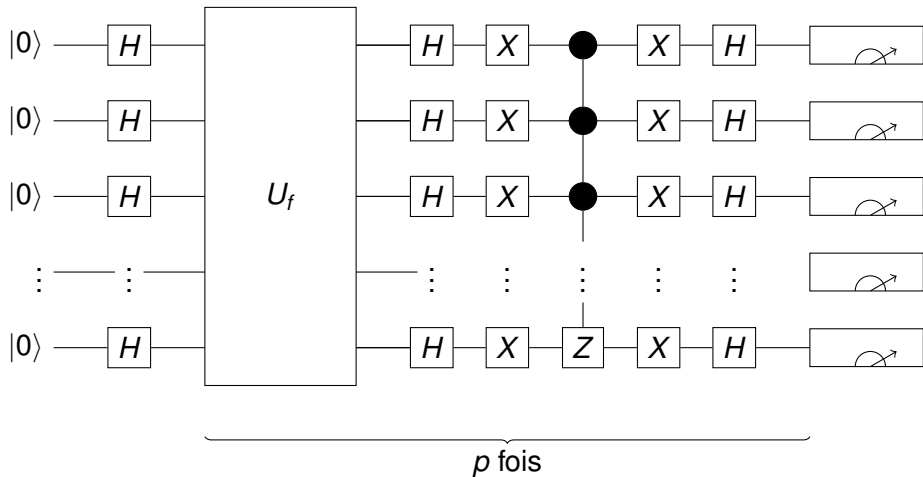 |0⟩ H H X X H
|0⟩ H H X X H
|0⟩ H U_f H X X H
⋮ ⋮ ⋮ ⋮ ⋮ ⋮ ⋮
|0⟩ H H X Z X H
p fois